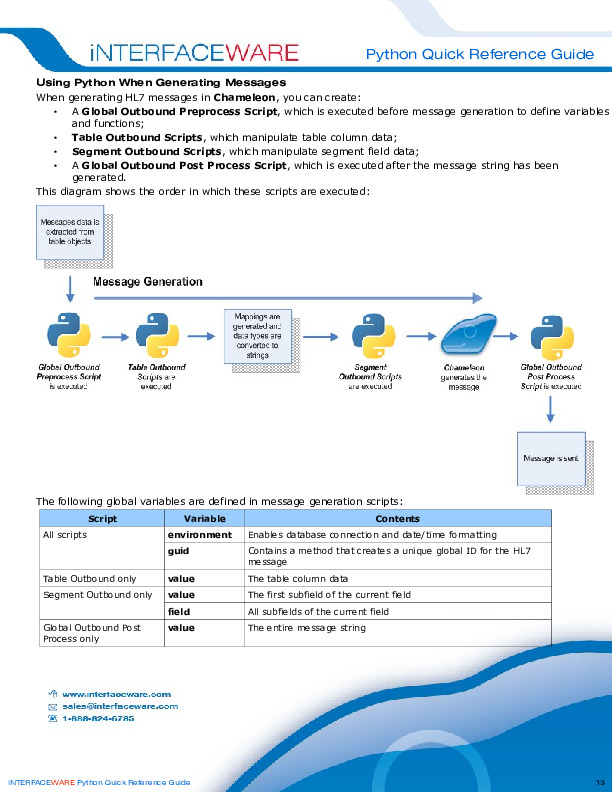 iNTERFACEWARE
Python Quick Reference Guide
Using Python When Generating Messages
When generating HL7 messages in Chameleon, you can create:
• A Global Outbound Preprocess Script, which is executed before message generation to define variables
and functions;
• Table Outbound Scripts, which manipulate table column data;
• Segment Outbound Scripts, which manipulate segment field data;
• A Global Outbound Post Process Script, which is executed after the message string has been
generated.
This diagram shows the order in which these scripts are executed:
Messages data is
extracted from
table objects
Message Generation
Global Outbound
Preprocess Script
is executed
Table Outbound
Scripts are
executed
Mappings are
generated and
data types are
converted to
strings
Segment
Outbound Scripts
are executed
Chameleon
generates the
message
Global Outbound
Post Process
Script is executed
Message is sent
The following global variables are defined in message generation scripts:
Script Variable Contents
All scripts environment Enables database connection and date/time formatting
guid Contains a method that creates a unique global ID for the HL7
message
Table Outbound only value The table column data
Segment Outbound only value The first subfield of the current field
field All subfields of the current field
Global Outbound Post
Process only
value The entire message string
www.interfaceware.com
sales@interfaceware.com
1-888-824-6785
iNTERFACEWARE Python Quick Reference Guide
13